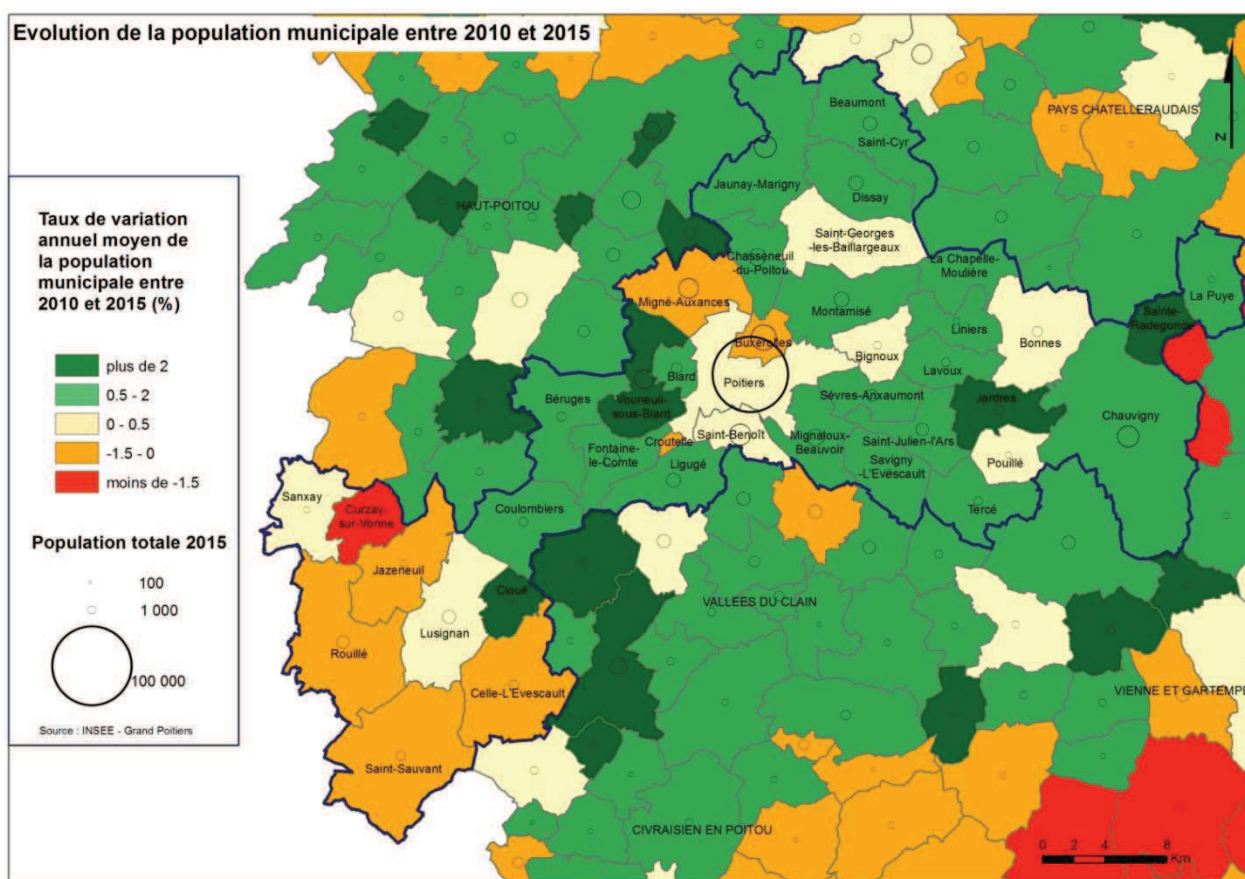 Evolution de la population municipale entre 2010 et 2015
Taux de variation
annuel moyen de
la population
municipale entre
2010 et 2015 (%)
plus de 2
0.5 - 2
0 - 0.5
-1.5 - 0
moins de -1.5
Population totale 2015
100
1 000
100 000
Source : INSEE - Grand Poitiers
N
PAYS CHATELLERAUDAIS
Beaumont
Saint-Cyr
HAUT-POITOU
Jaunay-Marigny
Dissay
Saint-Georges
-les-Baillargeaux
Chasseneuil
-du-Poitou
La Chapelle-
Moulière
La Puye
Migné-Auxances
Montamisé
Sainte-
Radegonde
Liniers
Bonnes
Buxerolles
Bignoux
Lavoux
Biard
Poitiers
Béruges
Vouneuil-
sous-Biard
Sèvres-Anxaumont
Jardres
Chauvigny
Saint-Benoît
Mignaloux-
Beauvoir
Saint-Julien-l'Ars
Fontaine-
le-Comte
Croutelle
Ligugé
Savigny
-L'Evescault
Pouillé
Sanxay
Curzay-
sur-Vonne
Coulombiers
Tercé
Jazeneuil
Cloué
VALLEES DU CLAIN
Lusignan
Rouillé
Celle-L'Evescault
VIENNE ET GARTEMPE
Saint-Sauvant
CIVRAISIEN EN POITOU
0 2 4 8
Km